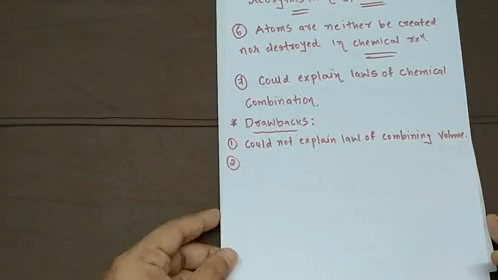 ⑥ Atoms are neither be created
nor destroyed in chemical rxⁿ
⑦ Could explain laws of chemical
Combination.
* Drawbacks:
① Could not explain law of combining volume.
②